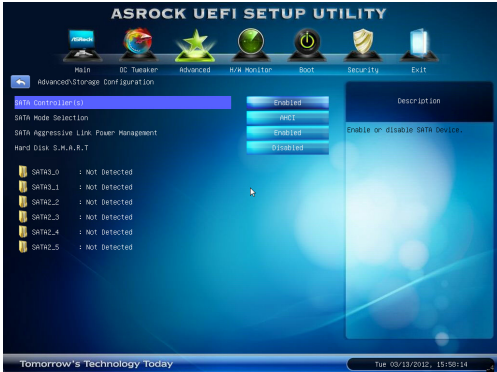 ASROCK UEFI SETUP UTILITY
ASRock
Main OC Tweaker Advanced H/W Monitor Boot Security Exit
Advanced\Storage Configuration
SATA Controller(s) Enabled
Description
SATA Mode Selection AHCI
SATA Aggressive Link Power Management Enabled
Enable or disable SATA Device.
Hard Disk S.M.A.R.T Disabled
SATA3_0 : Not Detected
SATA3_1 : Not Detected
SATA2_2 : Not Detected
SATA2_3 : Not Detected
SATA2_4 : Not Detected
SATA2_5 : Not Detected
Tomorrow's Technology Today
Tue 03/13/2012, 15:58:14